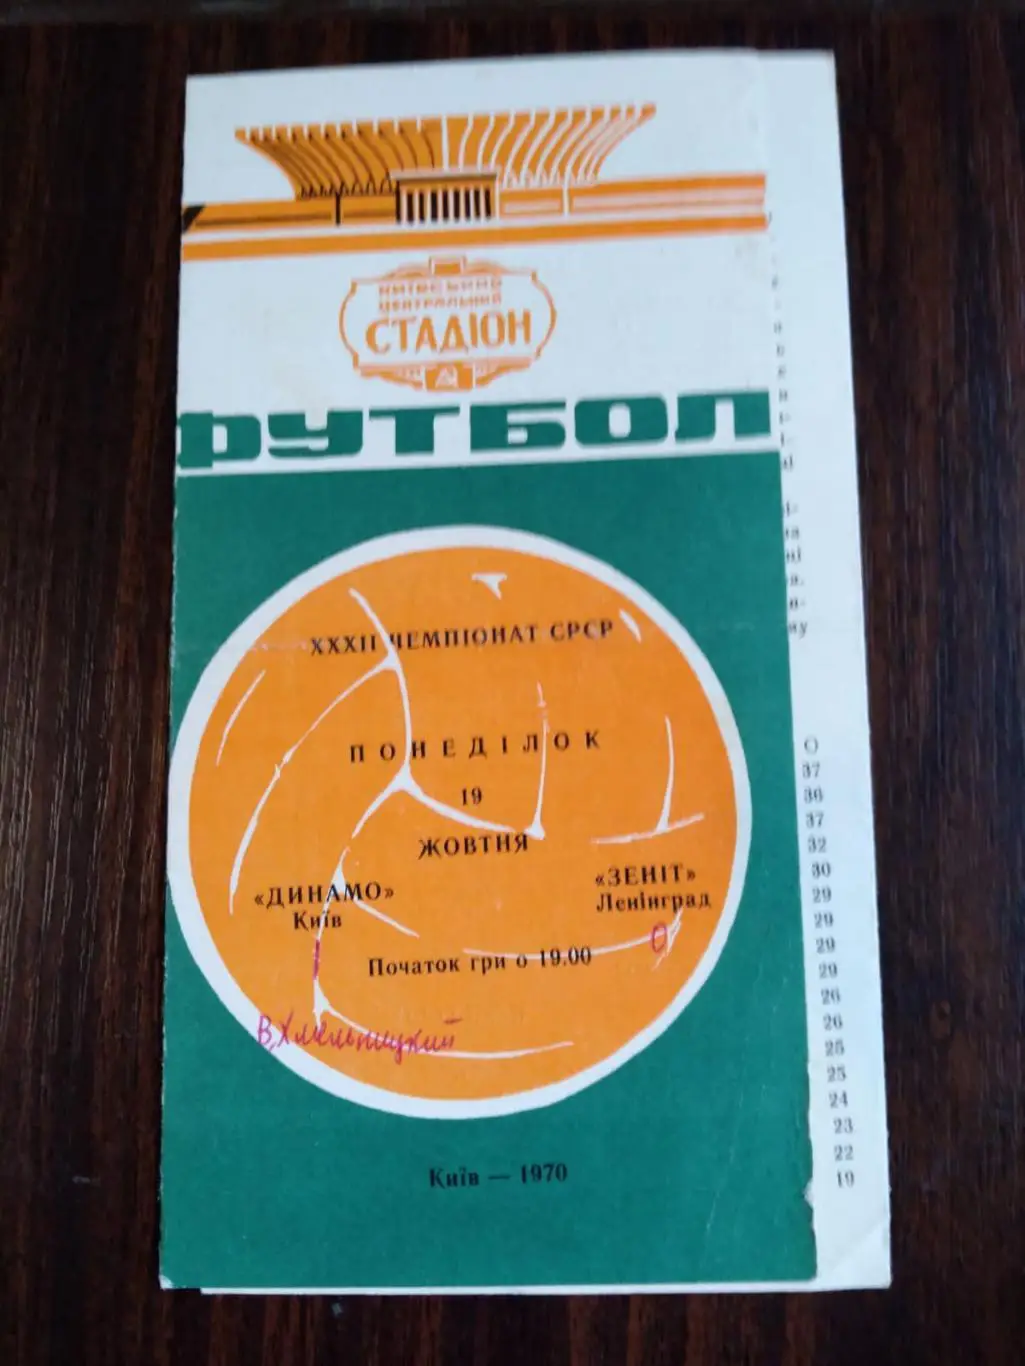 КИЇВСЬКИЙ
ЦЕНТРАЛЬНИЙ
СТАДІОН
ФУТБОЛ
XXXII ЧЕМПІОНАТ СРСР
ПОНЕДІЛОК
19
ЖОВТНЯ
«ДИНАМО»
Київ
«ЗЕНІТ»
Ленінград
1
0
Початок гри о 19.00
В.Хмельницкий
Київ — 1970
О
37
36
37
32
30
29
29
29
29
26
26
25
25
24
23
22
19